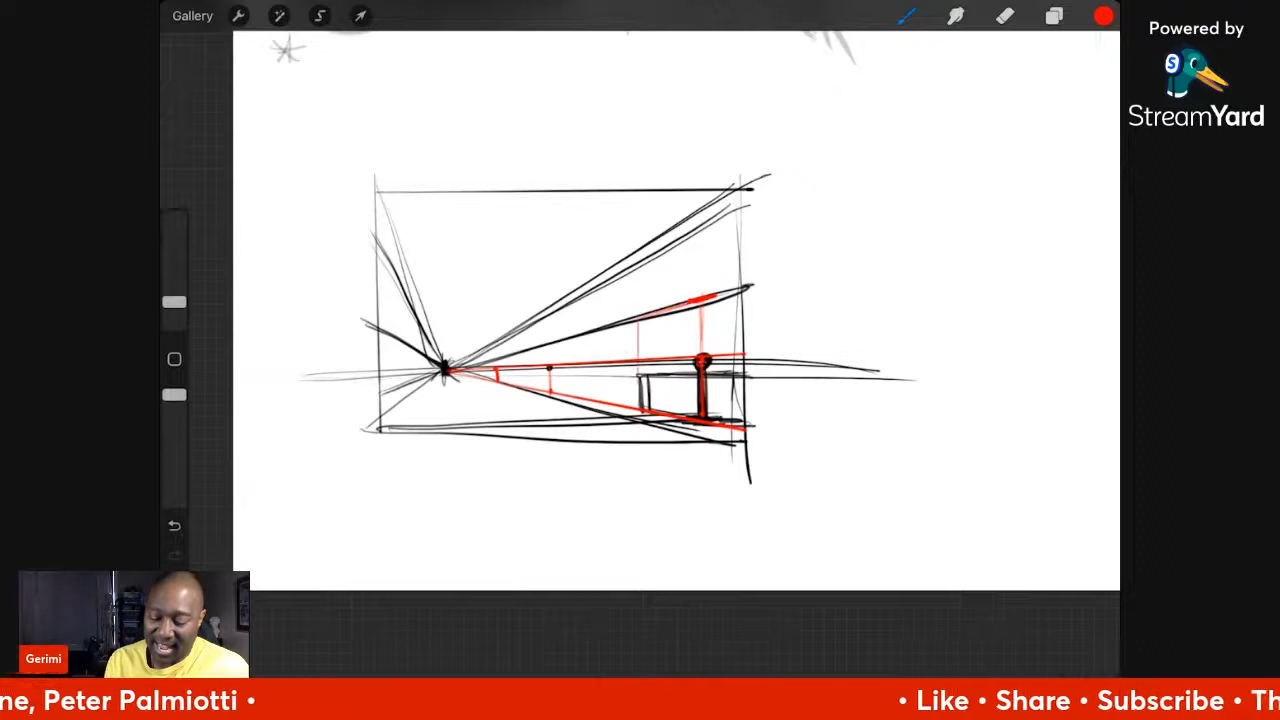 Gallery
Powered by
S
StreamYard
Gerimi
ne, Peter Palmiotti • • Like • Share • Subscribe • Th